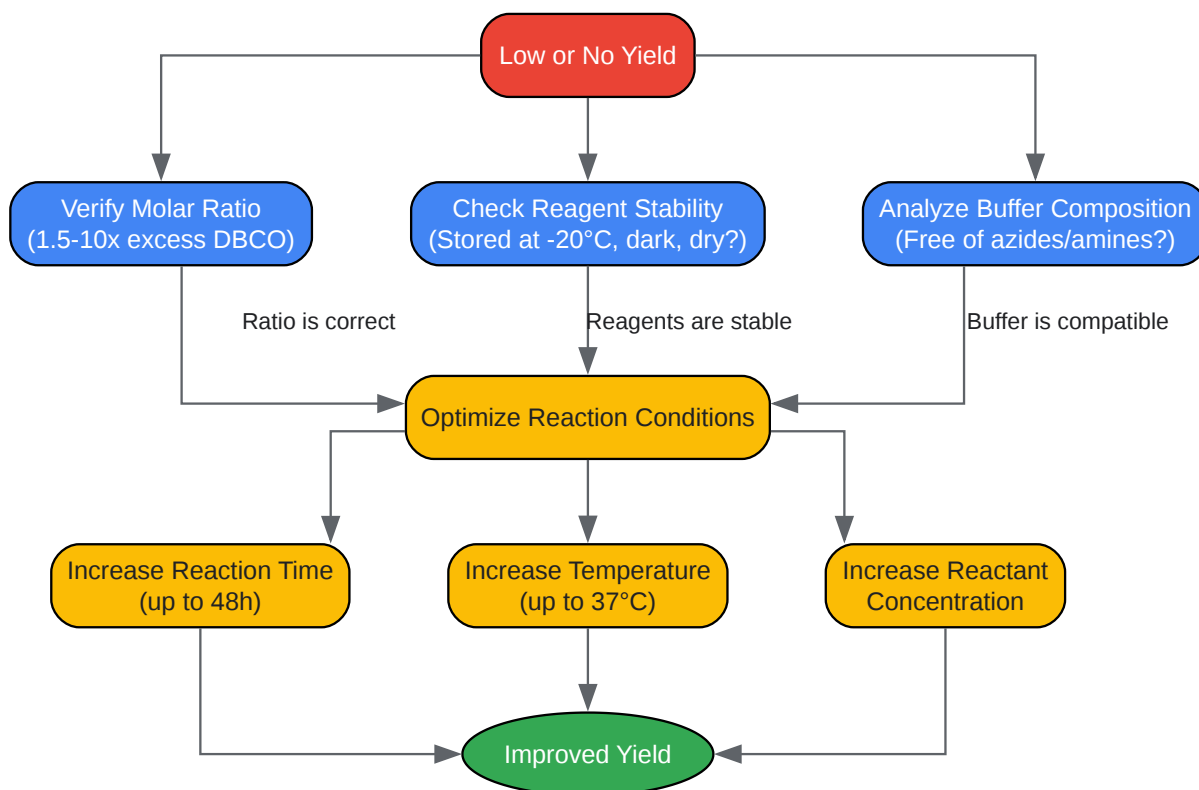 Low or No Yield
Verify Molar Ratio
(1.5-10x excess DBCO)
Check Reagent Stability
(Stored at -20°C, dark, dry?)
Analyze Buffer Composition
(Free of azides/amines?)
Ratio is correct
Reagents are stable
Buffer is compatible
Optimize Reaction Conditions
Increase Reaction Time
(up to 48h)
Increase Temperature
(up to 37°C)
Increase Reactant
Concentration
Improved Yield